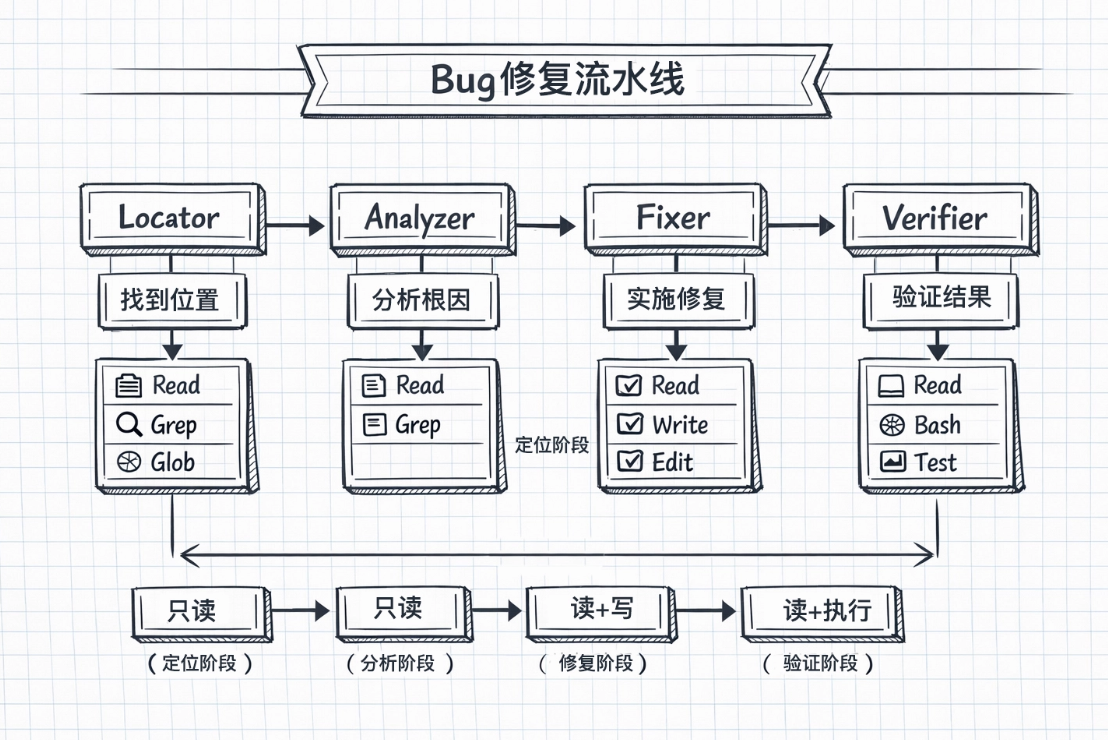 Bug修复流水线
Locator
Analyzer
Fixer
Verifier
找到位置
分析根因
实施修复
验证结果
Read
Grep
Glob
Read
Grep
定位阶段
Read
Write
Edit
Read
Bash
Test
只读
只读
读+写
读+执行
(定位阶段)
(分析阶段)
(修复阶段)
(验证阶段)